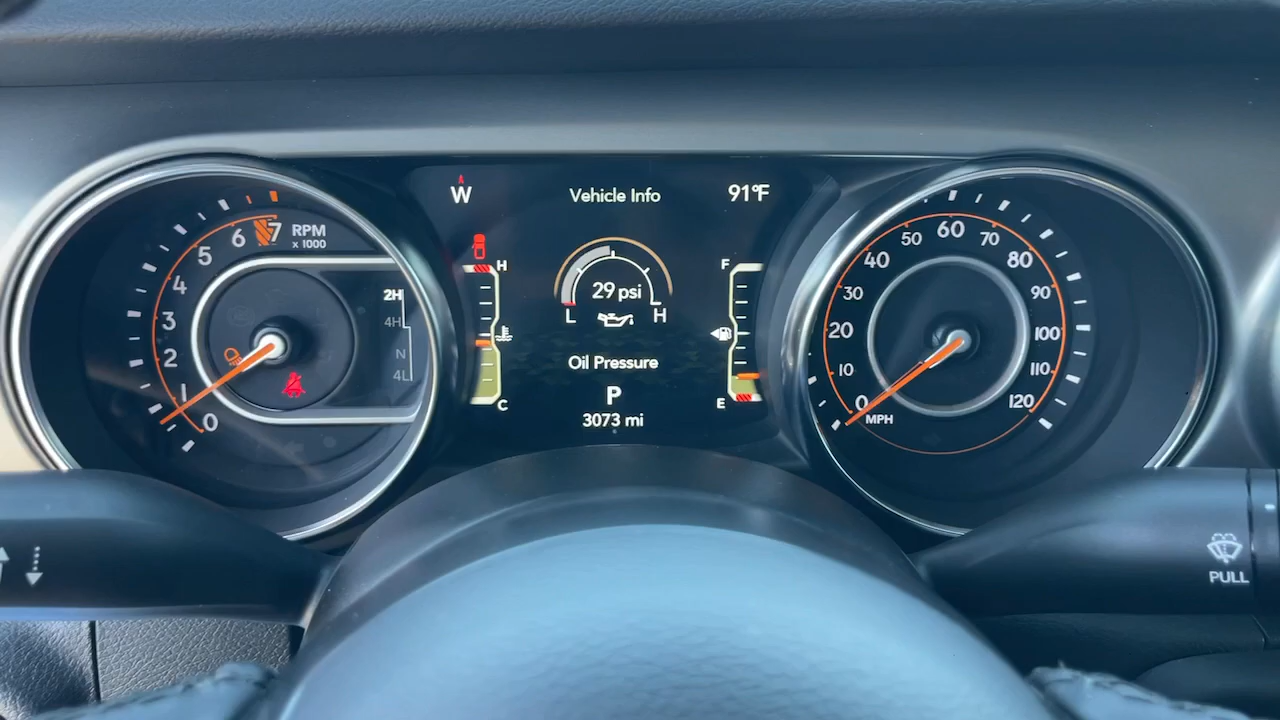 W
Vehicle Info
91°F
RPM
x 1000
7
6
5
4
3
2
1
0
2H
4H
N
4L
H
C
29 psi
L H
Oil Pressure
P
3073 mi
F
E
0
10
20
30
40
50
60
70
80
90
100
110
120
MPH
PULL